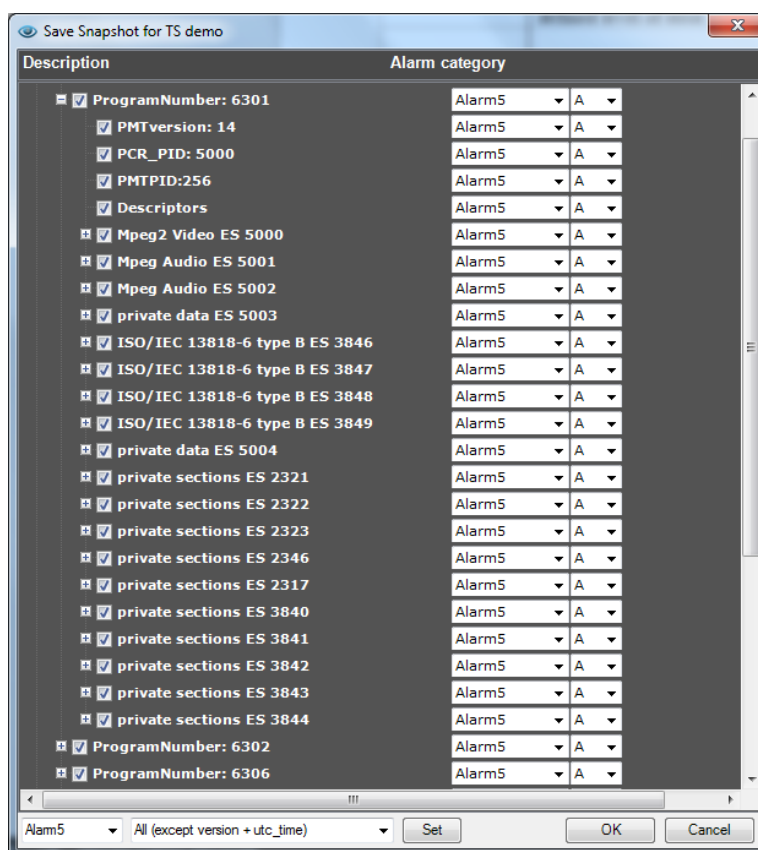 Save Snapshot for TS demo
Description Alarm category
ProgramNumber: 6301 Alarm5 A
PMTversion: 14 Alarm5 A
PCR_PID: 5000 Alarm5 A
PMTPID:256 Alarm5 A
Descriptors Alarm5 A
Mpeg2 Video ES 5000 Alarm5 A
Mpeg Audio ES 5001 Alarm5 A
Mpeg Audio ES 5002 Alarm5 A
private data ES 5003 Alarm5 A
ISO/IEC 13818-6 type B ES 3846 Alarm5 A
ISO/IEC 13818-6 type B ES 3847 Alarm5 A
ISO/IEC 13818-6 type B ES 3848 Alarm5 A
ISO/IEC 13818-6 type B ES 3849 Alarm5 A
private data ES 5004 Alarm5 A
private sections ES 2321 Alarm5 A
private sections ES 2322 Alarm5 A
private sections ES 2323 Alarm5 A
private sections ES 2346 Alarm5 A
private sections ES 2317 Alarm5 A
private sections ES 3840 Alarm5 A
private sections ES 3841 Alarm5 A
private sections ES 3842 Alarm5 A
private sections ES 3843 Alarm5 A
private sections ES 3844 Alarm5 A
ProgramNumber: 6302 Alarm5 A
ProgramNumber: 6306 Alarm5 A
Alarm5 All (except version + utc_time) Set OK Cancel